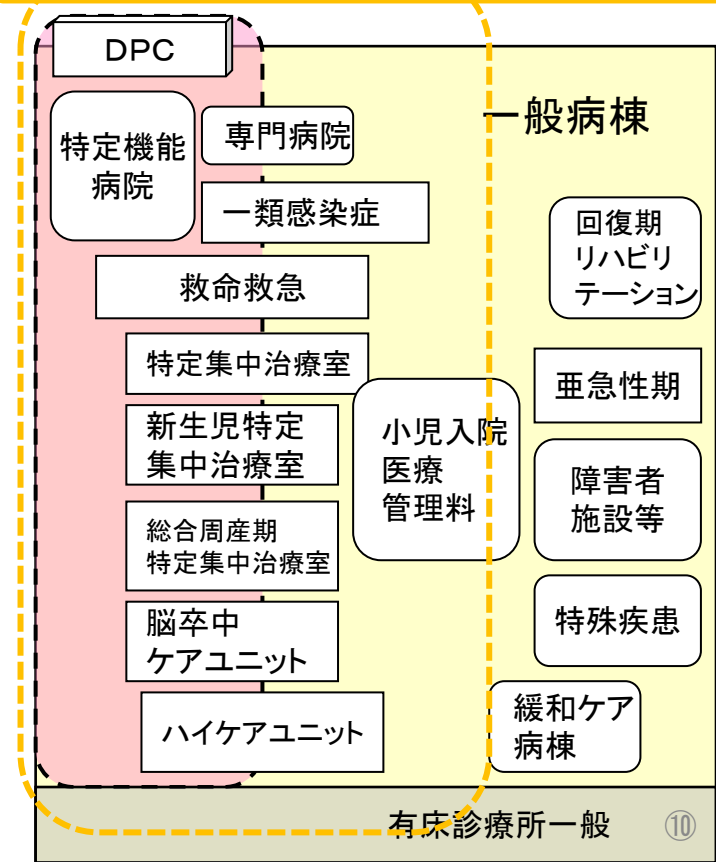 DPC
一般病棟
特定機能
病院
専門病院
一類感染症
救命救急
特定集中治療室
新生児特定
集中治療室
総合周産期
特定集中治療室
脳卒中
ケアユニット
ハイケアユニット
小児入院
医療
管理料
回復期
リハビリ
テーション
亜急性期
障害者
施設等
特殊疾患
緩和ケア
病棟
有床診療所一般
⑩